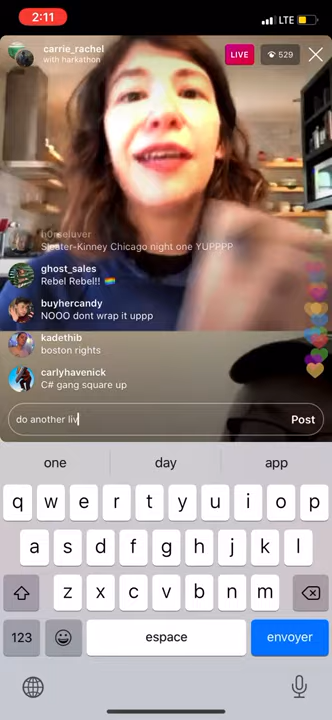 2:11
LTE
carrie_rachel
with harkathon
LIVE
529
Sleater-Kinney Chicago night one YUPPPP
ghost_sales
Rebel Rebel!! 🏳️‍🌈
buyhercandy
NOOO dont wrap it uppp
kadethib
boston rights
carlyhavenick
C# gang square up
do another liv
Post
one day app
q w e r t y u i o p
a s d f g h j k l
z x c v b n m
123 espace envoyer